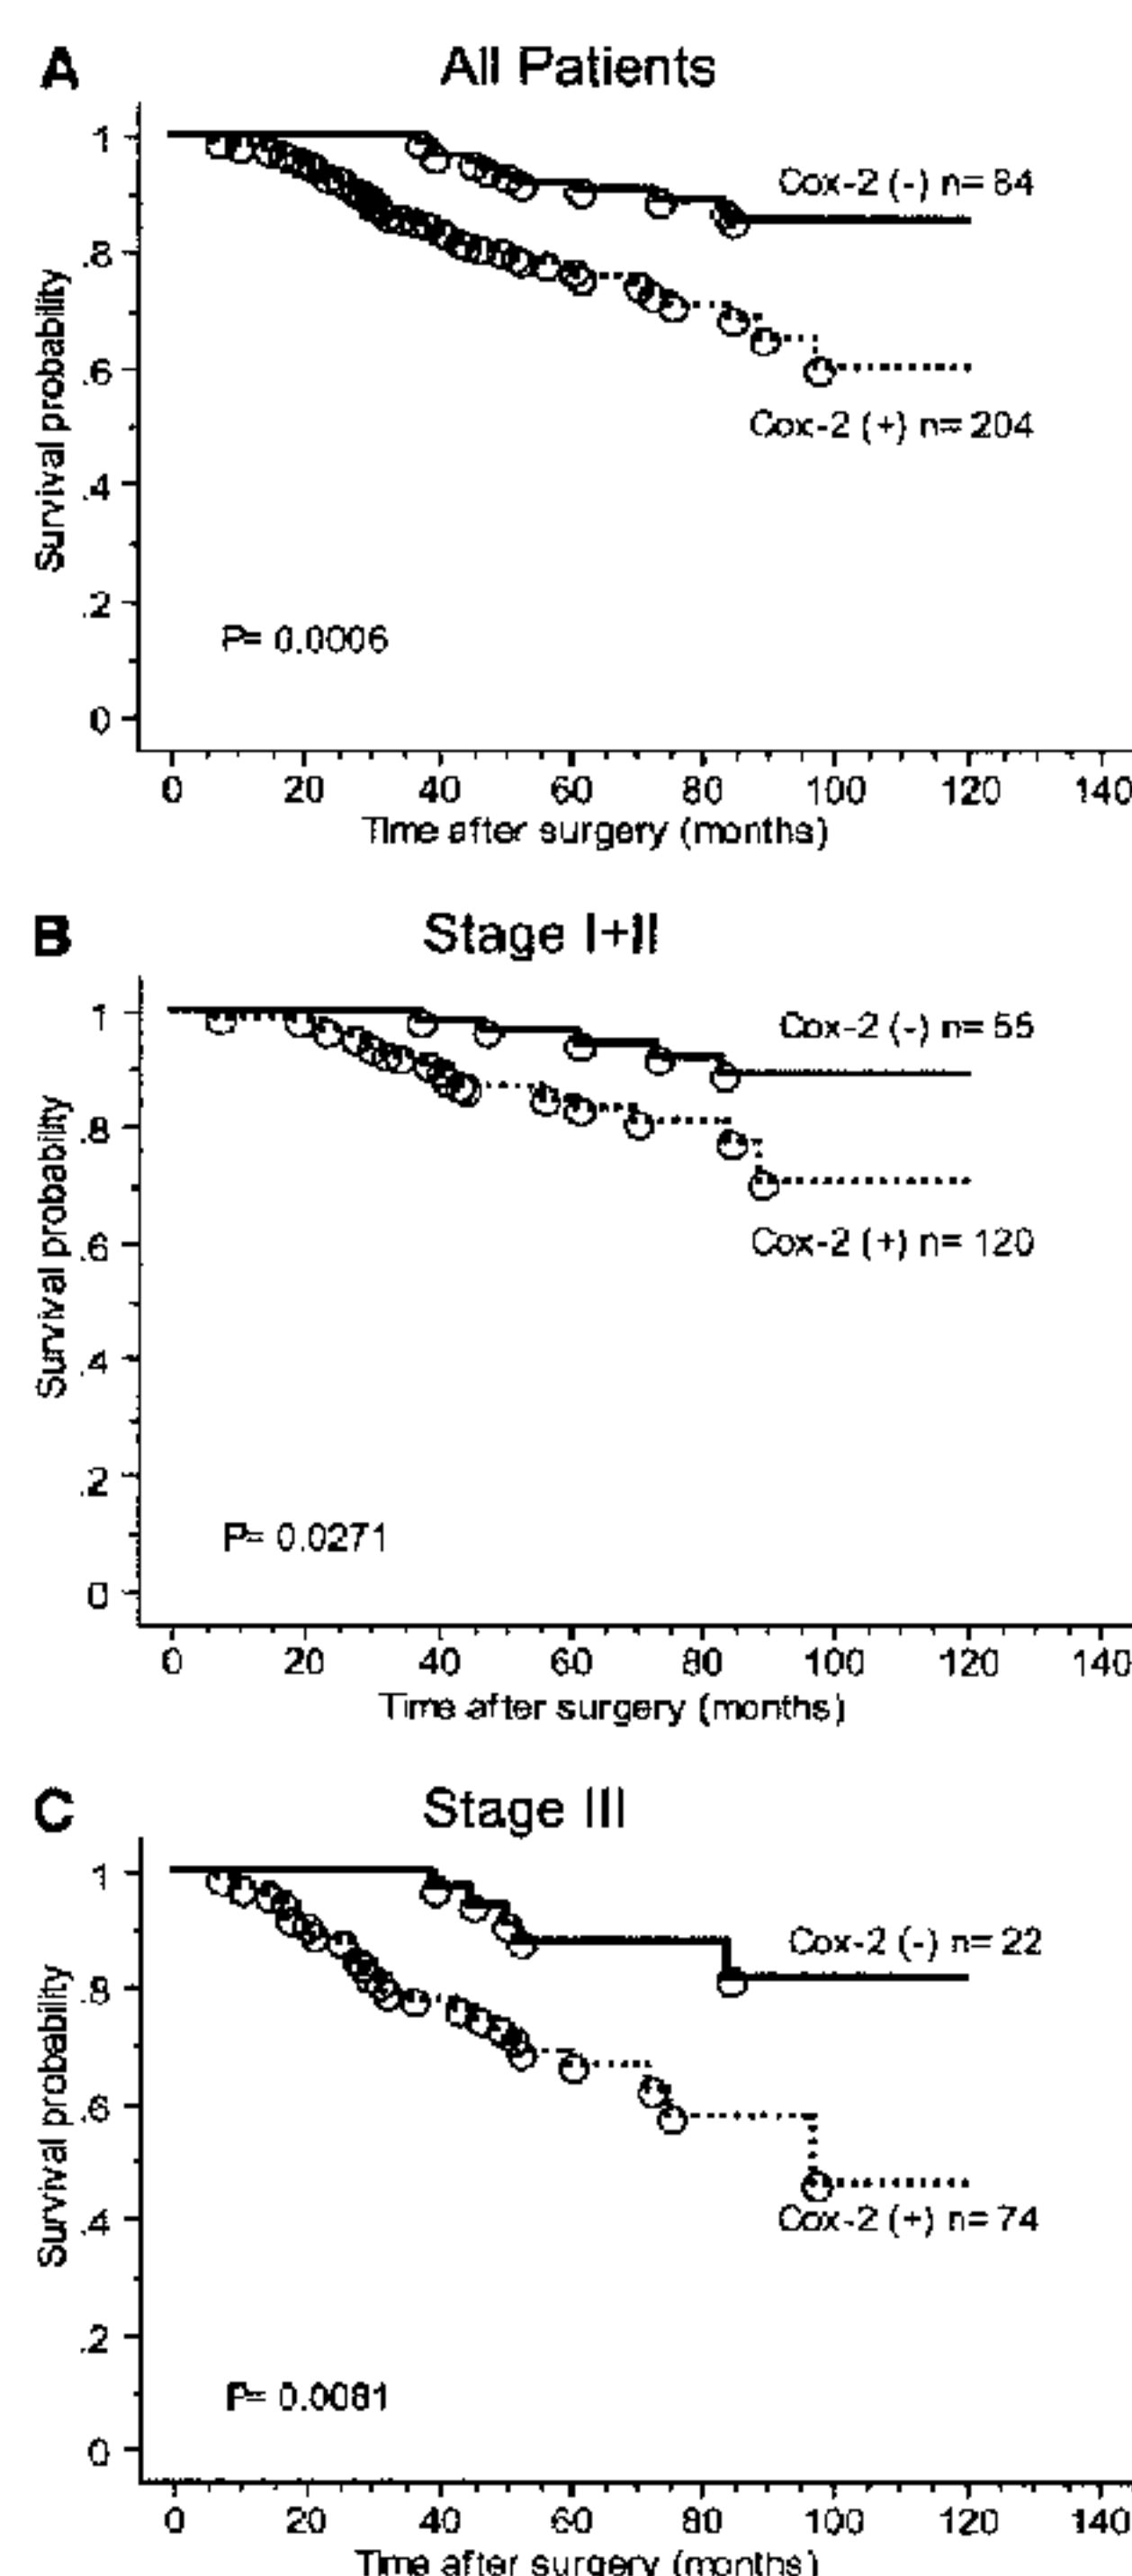 A
All Patients
Survival probability
1
.8
.6
.4
.2
0
Cox-2 (-) n= 84
Cox-2 (+) n= 204
P= 0.0006
0 20 40 60 80 100 120 140
Time after surgery (months)
B
Stage I+II
Survival probability
1
.8
.6
.4
.2
0
Cox-2 (-) n= 55
Cox-2 (+) n= 120
P= 0.0271
0 20 40 60 80 100 120 140
Time after surgery (months)
C
Stage III
Survival probability
1
.8
.6
.4
.2
0
Cox-2 (-) n= 22
Cox-2 (+) n= 74
P= 0.0081
0 20 40 60 80 100 120 140
Time after surgery (months)